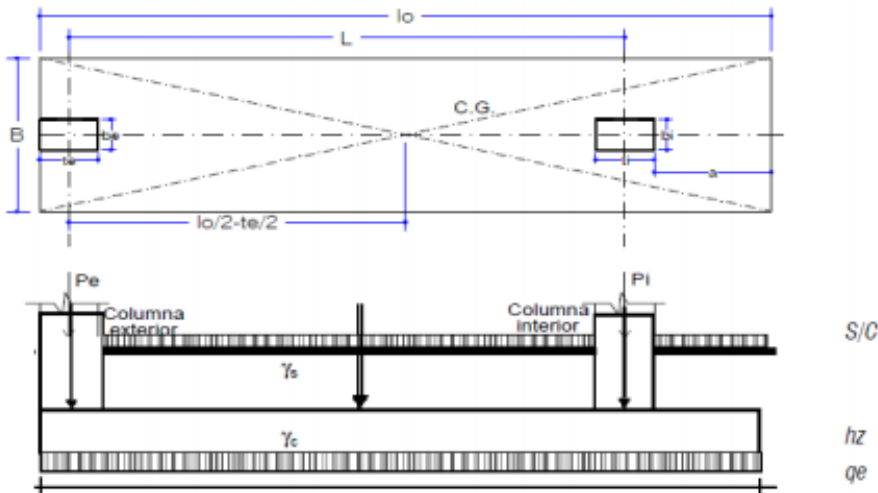 lo
L
C.G.
B
be
bi
te
ti
a
lo/2-te/2
Pe
Pi
Columna exterior
Columna interior
S/C
γs
γc
hz
qe